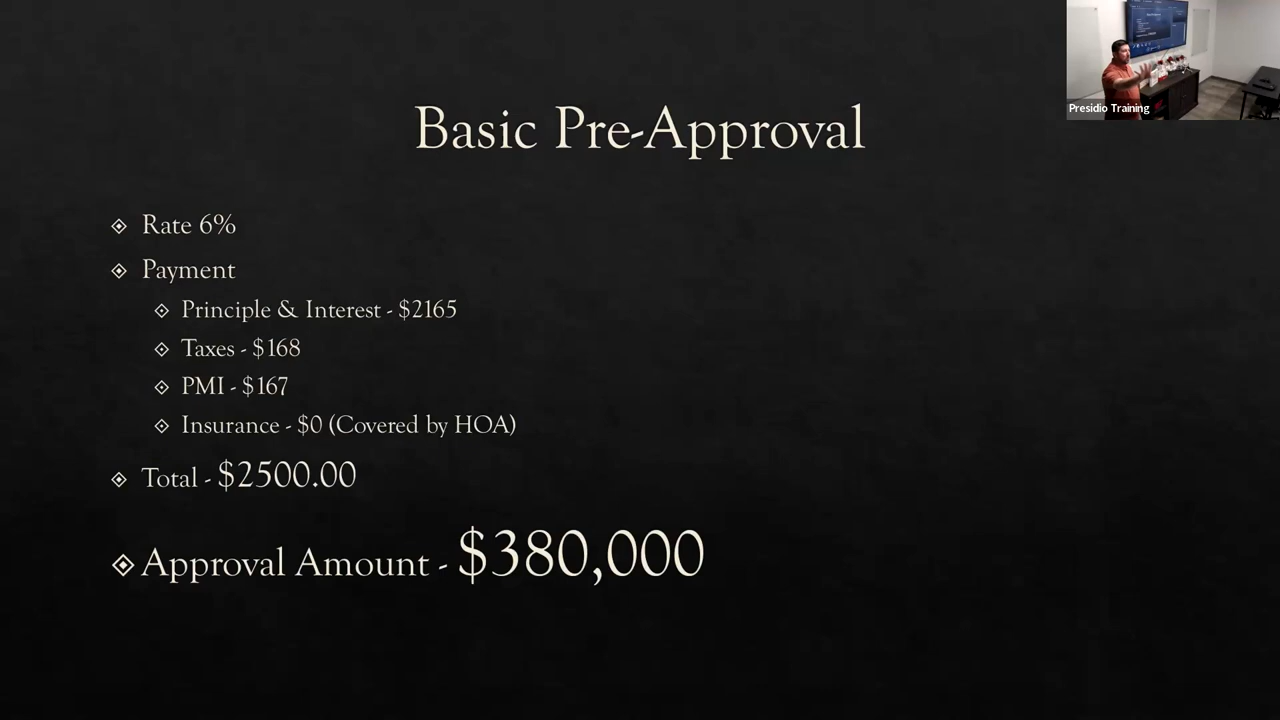 Presidio Training
Basic Pre-Approval
Rate 6%
Payment
Principle & Interest - $2165
Taxes - $168
PMI - $167
Insurance - $0 (Covered by HOA)
Total - $2500.00
Approval Amount - $380,000